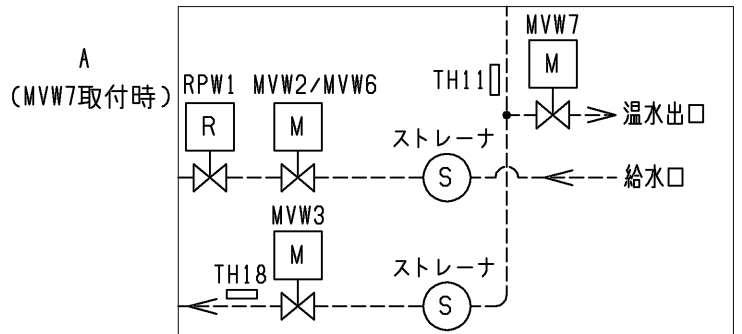 A
(MVW7取付時)
MVW7
M
TH11
温水出口
RPW1
R
MVW2/MVW6
M
ストレーナ
S
給水口
MVW3
M
TH18
ストレーナ
S